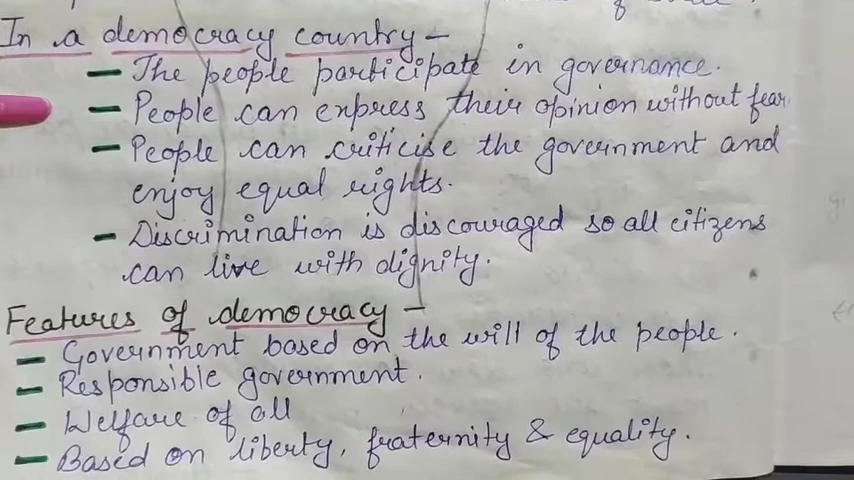 In a democracy country –
– The people participate in governance.
– People can express their opinion without fear
– People can criticise the government and
enjoy equal rights.
– Discrimination is discouraged so all citizens
can live with dignity.
Features of democracy –
– Government based on the will of the people.
– Responsible government.
– Welfare of all
– Based on liberty, fraternity & equality.